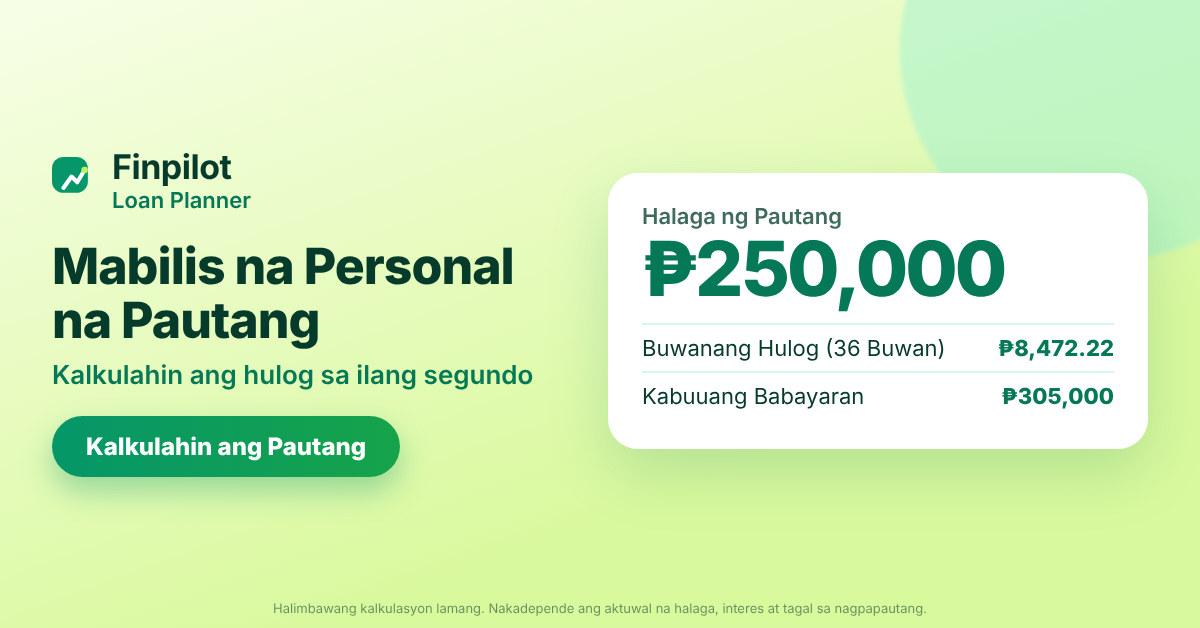 Finpilot
Loan Planner
Mabilis na Personal
na Pautang
Kalkulahin ang hulog sa ilang segundo
Kalkulahin ang Pautang
Halaga ng Pautang
₱250,000
Buwanang Hulog (36 Buwan) ₱8,472.22
Kabuuang Babayaran ₱305,000
Halimbawang kalkulasyon lamang. Nakadepende ang aktuwal na halaga, interes at tagal sa nagpapautang.